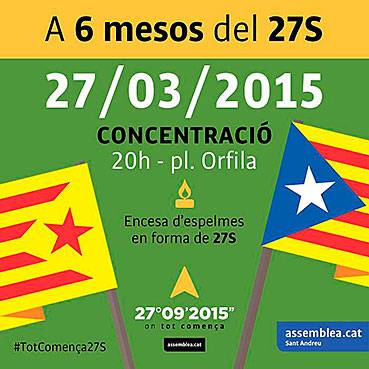 A 6 mesos del 27S
27/03/2015
CONCENTRACIÓ
20h - pl. Orfila
Encesa d'espelmes
en forma de 27S
27°09'2015"
on tot comença
assemblea.cat
#TotComença27S
assemblea.cat
Sant Andreu